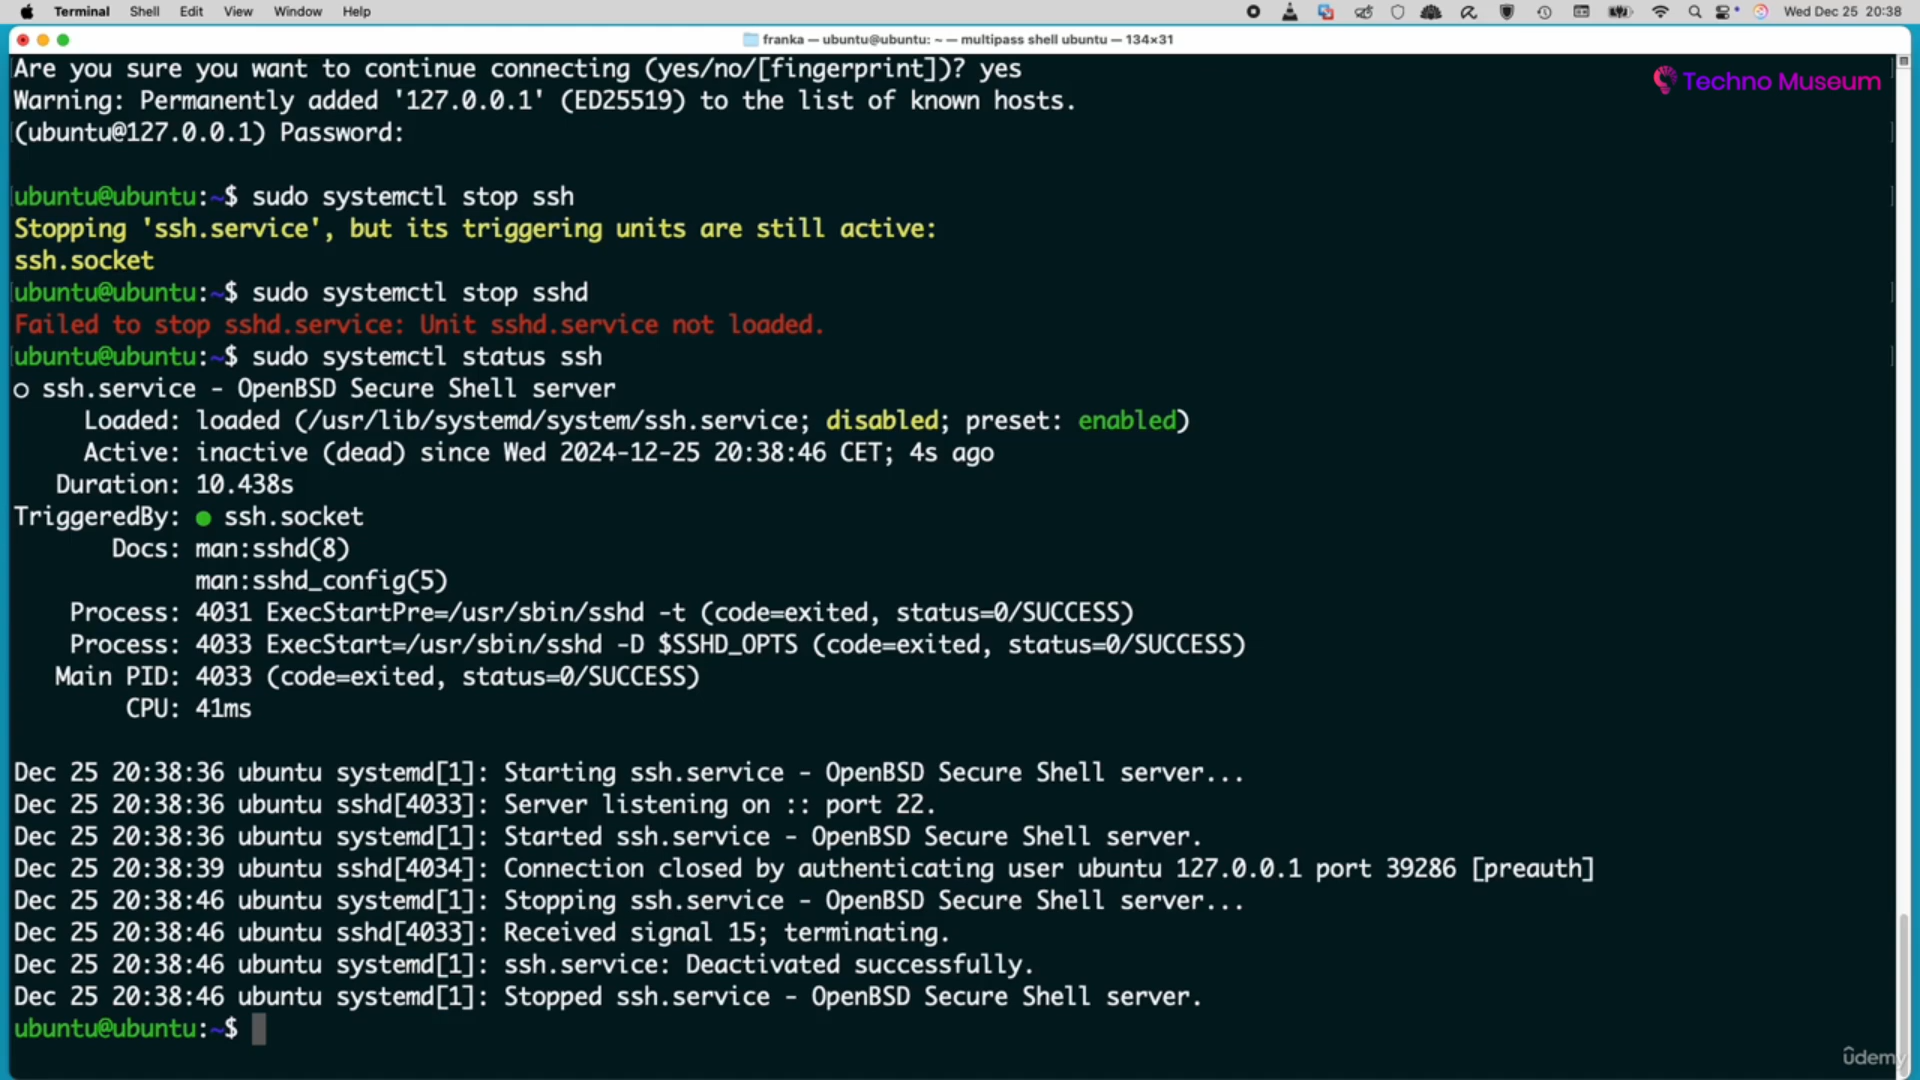 Terminal Shell Edit View Window Help Wed Dec 25 20:38
franka — ubuntu@ubuntu: ~ — multipass shell ubuntu — 134×31
Are you sure you want to continue connecting (yes/no/[fingerprint])? yes
Techno Museum
Warning: Permanently added '127.0.0.1' (ED25519) to the list of known hosts.
(ubuntu@127.0.0.1) Password:
ubuntu@ubuntu:~$ sudo systemctl stop ssh
Stopping 'ssh.service', but its triggering units are still active:
ssh.socket
ubuntu@ubuntu:~$ sudo systemctl stop sshd
Failed to stop sshd.service: Unit sshd.service not loaded.
ubuntu@ubuntu:~$ sudo systemctl status ssh
○ ssh.service - OpenBSD Secure Shell server
Loaded: loaded (/usr/lib/systemd/system/ssh.service; disabled; preset: enabled)
Active: inactive (dead) since Wed 2024-12-25 20:38:46 CET; 4s ago
Duration: 10.438s
TriggeredBy: ● ssh.socket
Docs: man:sshd(8)
man:sshd_config(5)
Process: 4031 ExecStartPre=/usr/sbin/sshd -t (code=exited, status=0/SUCCESS)
Process: 4033 ExecStart=/usr/sbin/sshd -D $SSHD_OPTS (code=exited, status=0/SUCCESS)
Main PID: 4033 (code=exited, status=0/SUCCESS)
CPU: 41ms
Dec 25 20:38:36 ubuntu systemd[1]: Starting ssh.service - OpenBSD Secure Shell server...
Dec 25 20:38:36 ubuntu sshd[4033]: Server listening on :: port 22.
Dec 25 20:38:36 ubuntu systemd[1]: Started ssh.service - OpenBSD Secure Shell server.
Dec 25 20:38:39 ubuntu sshd[4034]: Connection closed by authenticating user ubuntu 127.0.0.1 port 39286 [preauth]
Dec 25 20:38:46 ubuntu systemd[1]: Stopping ssh.service - OpenBSD Secure Shell server...
Dec 25 20:38:46 ubuntu sshd[4033]: Received signal 15; terminating.
Dec 25 20:38:46 ubuntu systemd[1]: ssh.service: Deactivated successfully.
Dec 25 20:38:46 ubuntu systemd[1]: Stopped ssh.service - OpenBSD Secure Shell server.
ubuntu@ubuntu:~$
ûdemy